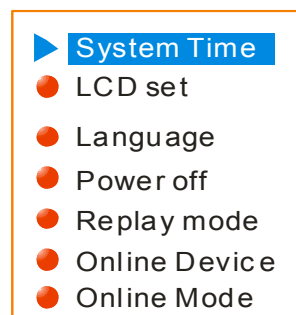 System Time
LCD set
Language
Power off
Replay mode
Online Device
Online Mode